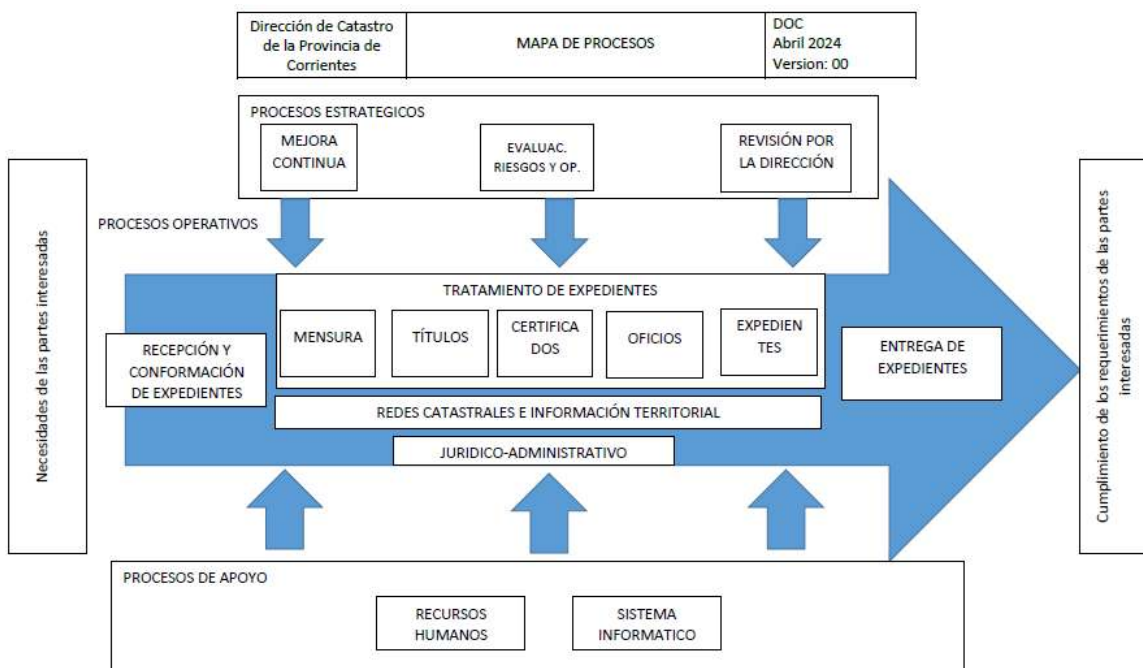 Dirección de Catastro
de la Provincia de
Corrientes
MAPA DE PROCESOS
DOC
Abril 2024
Version: 00
PROCESOS ESTRATEGICOS
MEJORA
CONTINUA
EVALUAC.
RIESGOS Y OP.
REVISIÓN POR
LA DIRECCIÓN
Necesidades de las partes interesadas
PROCESOS OPERATIVOS
TRATAMIENTO DE EXPEDIENTES
MENSURA
TÍTULOS
CERTIFICA
DOS
OFICIOS
EXPEDIEN
TES
RECEPCIÓN Y
CONFORMACIÓN
DE EXPEDIENTES
ENTREGA DE
EXPEDIENTES
REDES CATASTRALES E INFORMACIÓN TERRITORIAL
JURIDICO-ADMINISTRATIVO
Cumplimiento de los requerimientos de las partes
interesadas
PROCESOS DE APOYO
RECURSOS
HUMANOS
SISTEMA
INFORMATICO